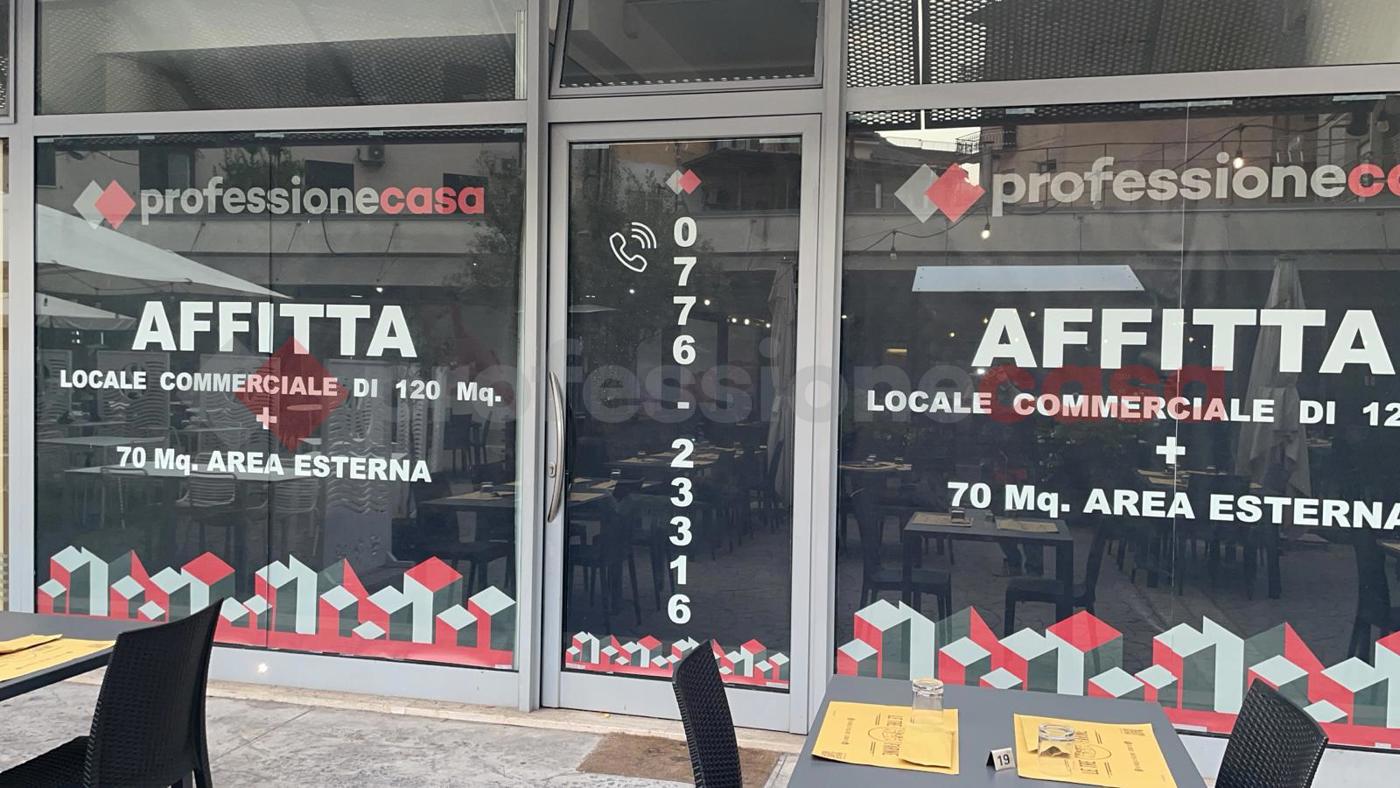 professionecasa
AFFITTA
LOCALE COMMERCIALE DI 120 Mq.
+
70 Mq. AREA ESTERNA
0776-23316
professioneca
AFFITTA
LOCALE COMMERCIALE DI 12
+
70 Mq. AREA ESTERNA
professionecasa
19